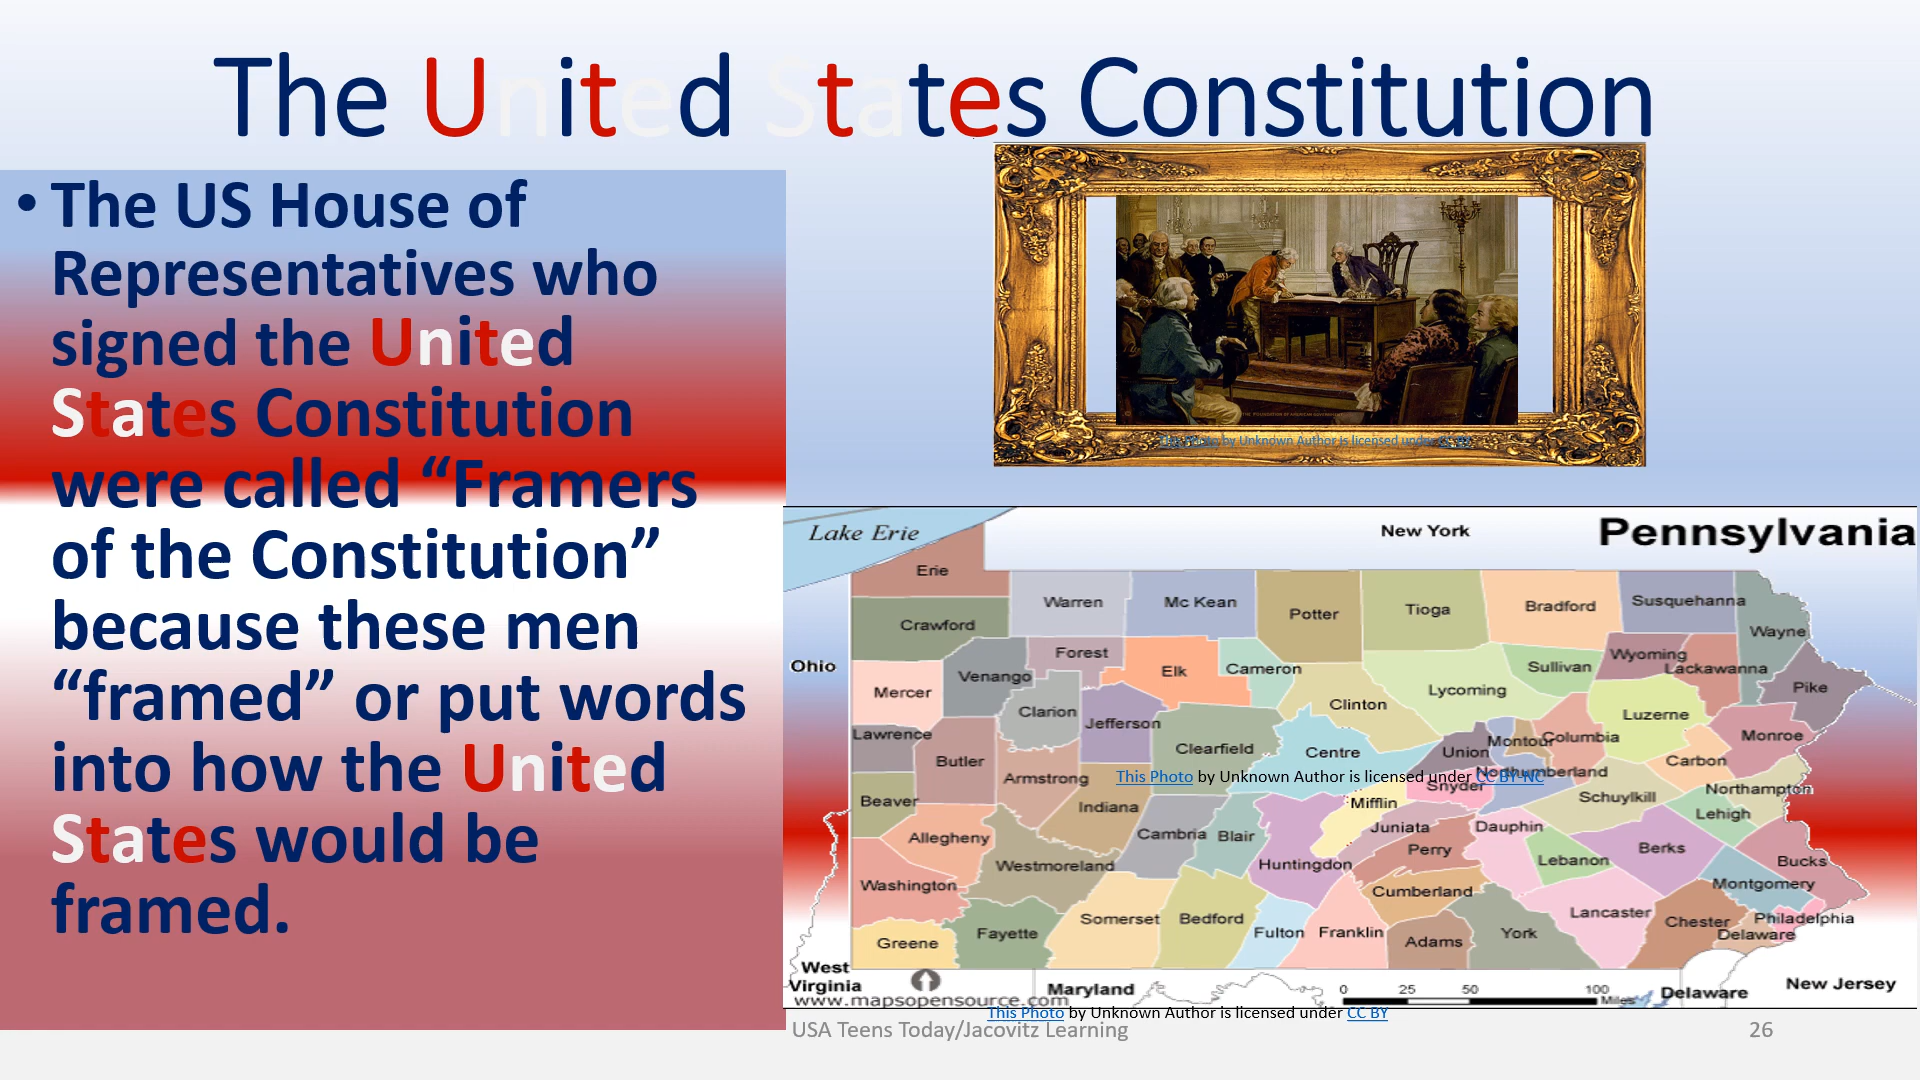 The United States Constitution
• The US House of
Representatives who
signed the United
States Constitution
were called “Framers
of the Constitution”
because these men
“framed” or put words
into how the United
States would be
framed.
This Photo by Unknown Author is licensed under CC BY
Lake Erie
New York
Pennsylvania
Erie
Warren
Mc Kean
Potter
Tioga
Bradford
Susquehanna
Wayne
Crawford
Forest
Elk
Cameron
Sullivan
Wyoming
Lackawanna
Ohio
Mercer
Venango
Clarion
Jefferson
Clinton
Lycoming
Luzerne
Pike
Lawrence
Butler
Armstrong
Clearfield
Centre
Union
Montour
Columbia
Carbon
Monroe
This Photo by Unknown Author is licensed under CC BY-NC
Northumberland
Snyder
Beaver
Indiana
Mifflin
Schuylkill
Northampton
Lehigh
Allegheny
Cambria
Blair
Juniata
Dauphin
Westmoreland
Huntingdon
Perry
Lebanon
Berks
Bucks
Washington
Cumberland
Montgomery
Greene
Fayette
Somerset
Bedford
Fulton
Franklin
Adams
York
Lancaster
Chester
Philadelphia
Delaware
West
Virginia
www.mapsopensource.com
Maryland
0 25 50 100
Miles
Delaware
New Jersey
This Photo by Unknown Author is licensed under CC BY
USA Teens Today/Jacovitz Learning
26